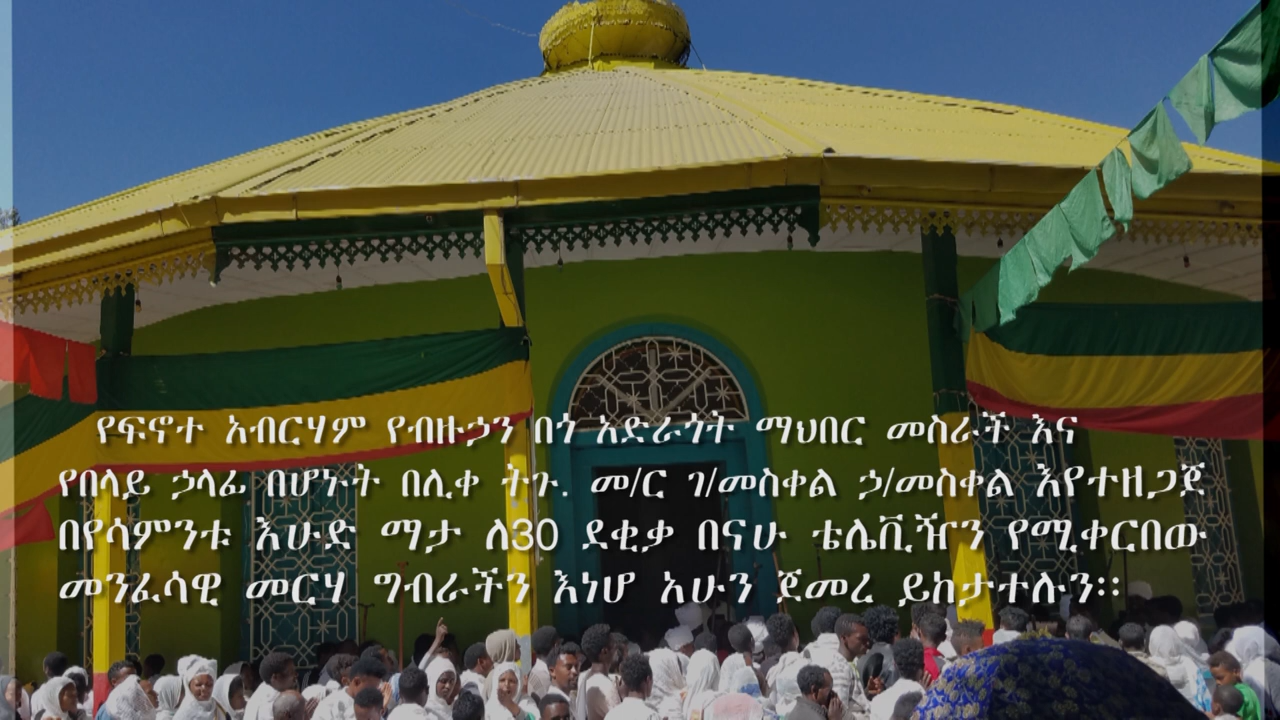 የፍኖተ አብርሃም የብዙኃን በጎ አድራጎት ማህበር መስራች እና
የበላይ ኃላፊ በሆኑት በሊቀ ትጉ. መ/ር ገ/መስቀል ኃ/መስቀል እየተዘጋጀ
በየሳምንቱ እሁድ ማታ ለ30 ደቂቃ በናሁ ቴሌቪዥን የሚቀርበው
መንፈሳዊ መርሃ ግብራችን እነሆ አሁን ጀመረ ይከታተሉን፡፡